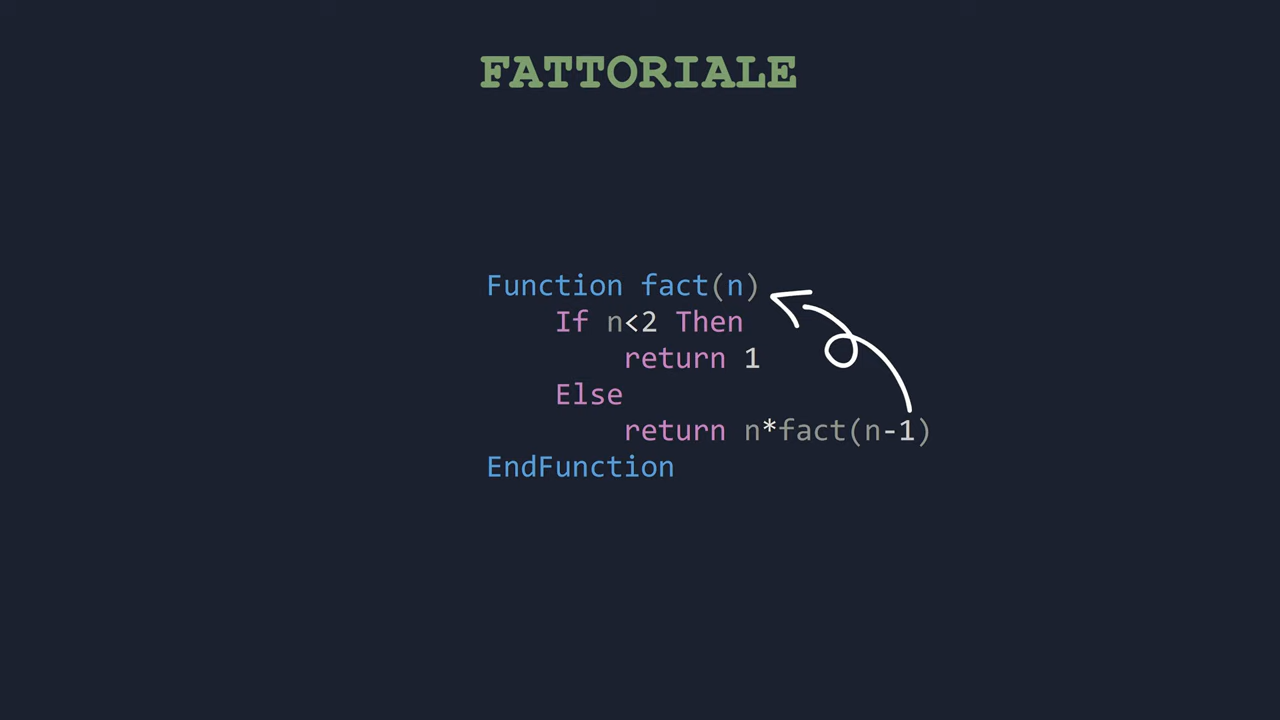 FATTORIALE
Function fact(n)
If n<2 Then
return 1
Else
return n*fact(n-1)
EndFunction